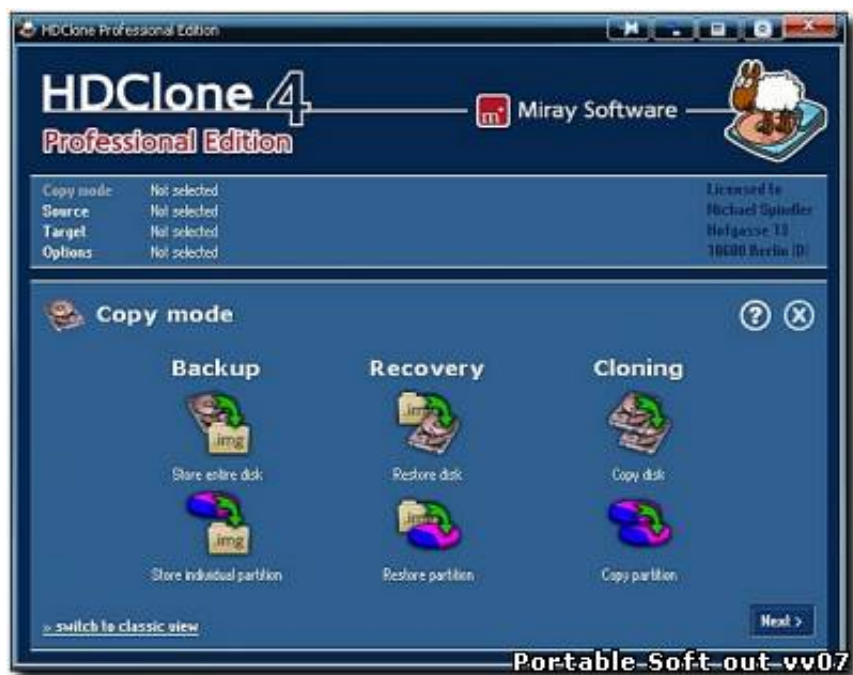 HDClone Professional Edition
HDClone 4
Professional Edition
m
Miray Software
Copy mode Not selected
Source Not selected
Target Not selected
Options Not selected
Licensed to
Michael Spindler
Hofgasse 13
Berlin (D)
Copy mode
?
Backup
Recovery
Cloning
.img
Store entire disk
Restore disk
Copy disk
.img
Store individual partition
Restore partition
Copy partition
» switch to classic view
Next >
Portable Soft out vv07